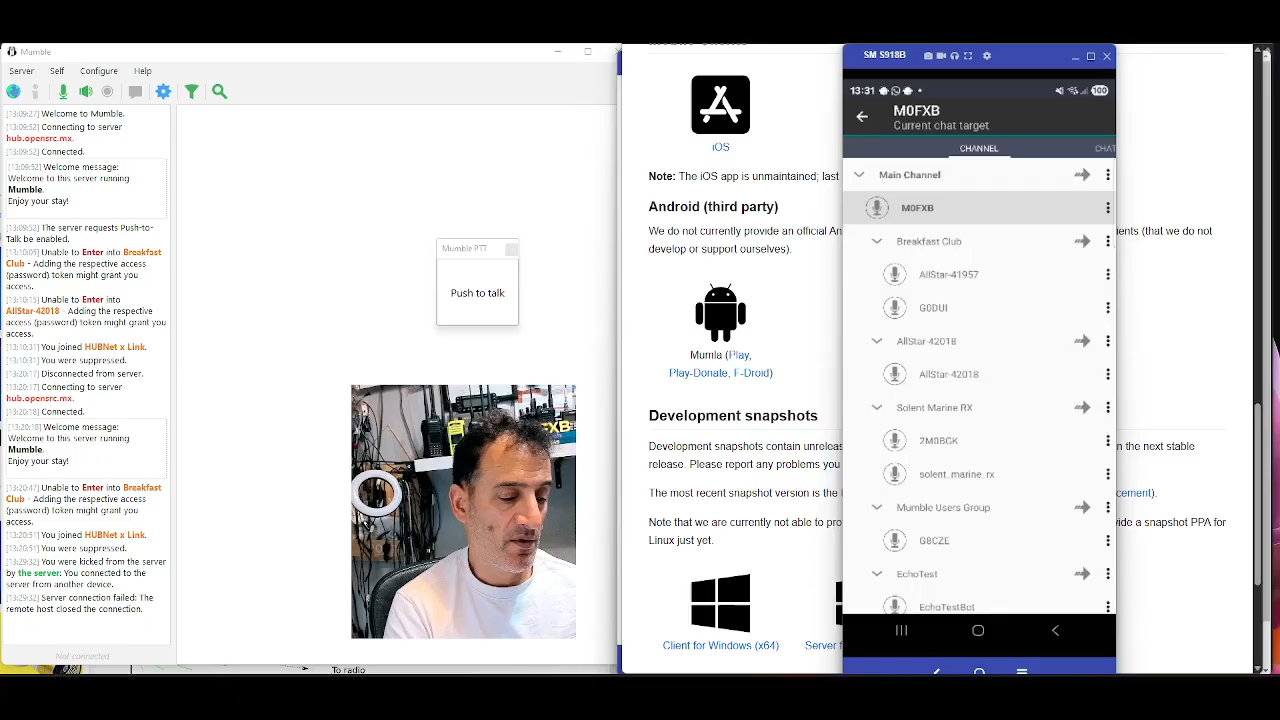 Mumble
Server Self Configure Help
[13:09:27] Welcome to Mumble.
[13:09:52] Connecting to server
hub.opensrc.mx.
[13:09:52] Connected.
[13:09:52] Welcome message:
Welcome to this server running
Mumble.
Enjoy your stay!
[13:09:52] The server requests Push-to-
Talk be enabled.
[13:10:05] Unable to Enter into Breakfast
Club - Adding the respective access
(password) token might grant you
access.
[13:10:15] Unable to Enter into
AllStar-42018 - Adding the respective
access (password) token might grant you
access.
[13:10:31] You joined HUBNet x Link.
[13:10:31] You were suppressed.
[13:20:17] Disconnected from server.
[13:20:17] Connecting to server
hub.opensrc.mx.
[13:20:18] Connected.
[13:20:18] Welcome message:
Welcome to this server running
Mumble.
Enjoy your stay!
[13:20:47] Unable to Enter into Breakfast
Club - Adding the respective access
(password) token might grant you
access.
[13:20:51] You joined HUBNet x Link.
[13:20:51] You were suppressed.
[13:29:32] You were kicked from the server
by the server: You connected to the
server from another device.
[13:29:32] Server connection failed: The
remote host closed the connection.
Not connected
Mumble PTT
Push to talk
FXB
To radio
iOS
Note: The iOS app is unmaintained; last
Android (third party)
We do not currently provide an official An
ents (that we do not
develop or support ourselves).
Mumla (Play,
Play-Donate, F-Droid)
Development snapshots
Development snapshots contain unreleas
n the next stable
release. Please report any problems you
The most recent snapshot version is the
cement).
Note that we are currently not able to pro
vide a snapshot PPA for
Linux just yet.
Client for Windows (x64)
Server f
SM S918B
13:31
100
M0FXB
Current chat target
CHANNEL
CHAT
Main Channel
M0FXB
Breakfast Club
AllStar-41957
G0DUI
AllStar-42018
AllStar-42018
Solent Marine RX
2M0BGK
solent_marine_rx
Mumble Users Group
G8CZE
EchoTest
EchoTestBot